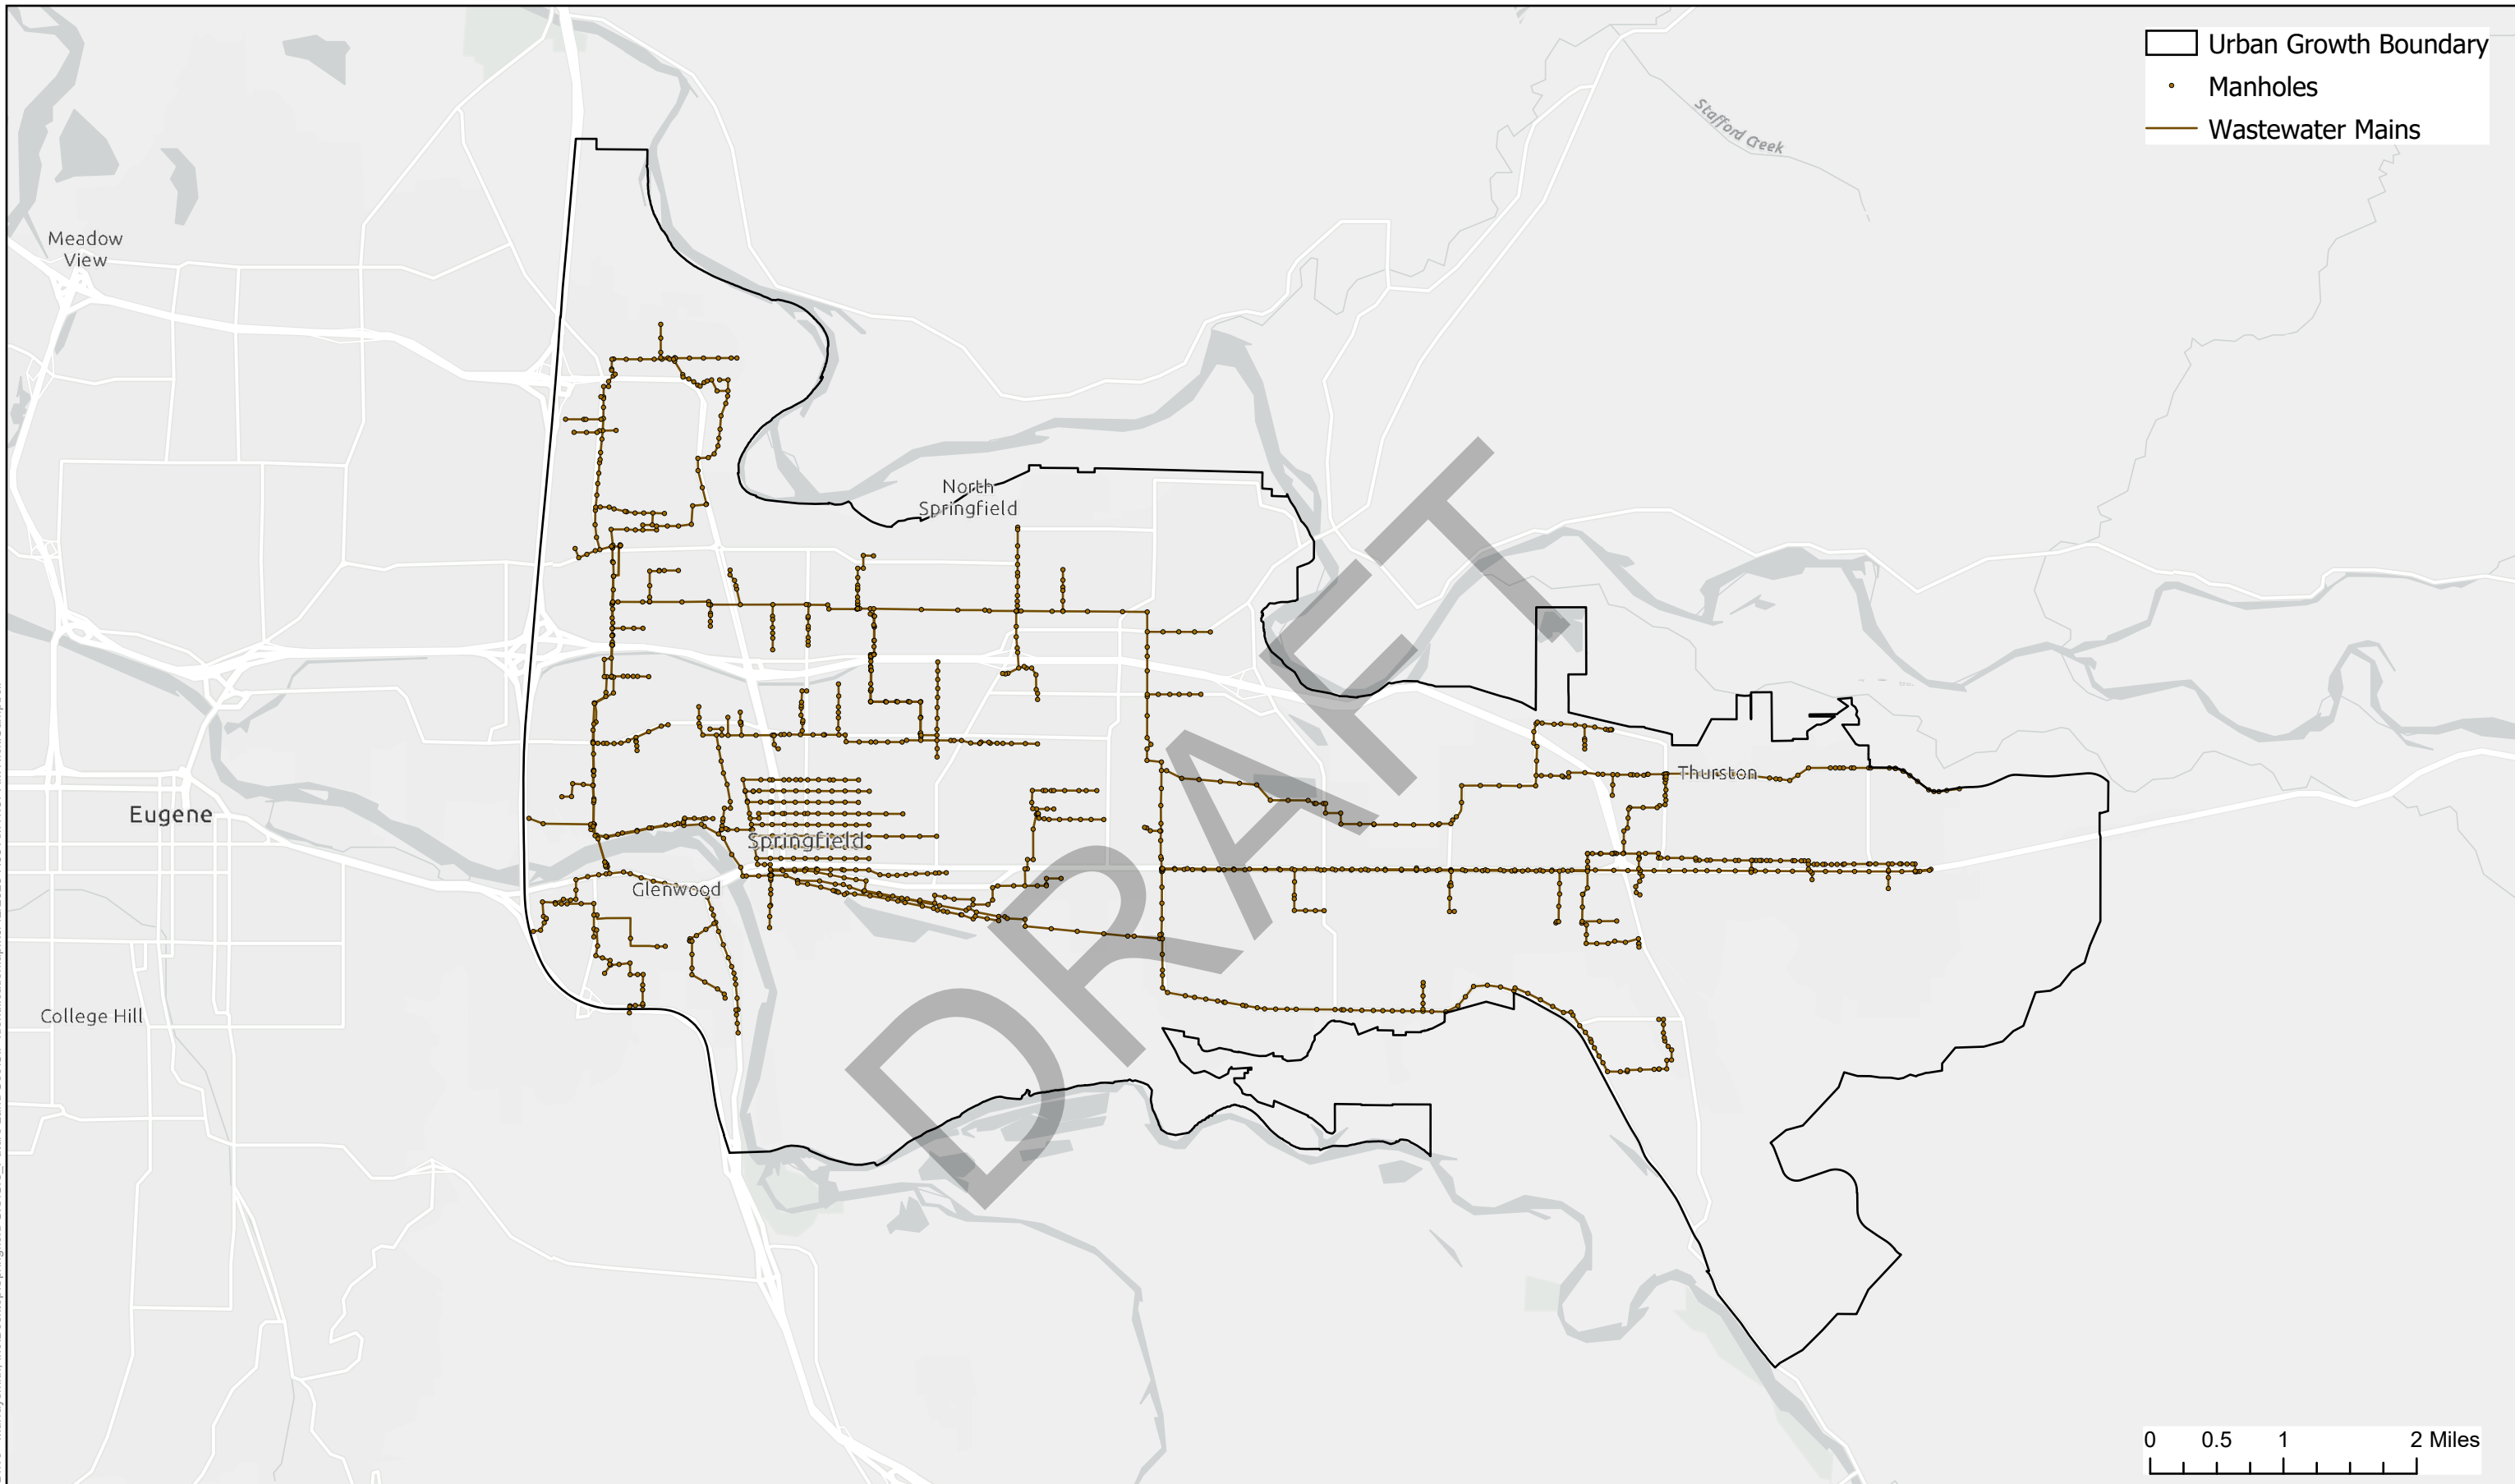 Urban Growth Boundary
Manholes
Wastewater Mains
Stafford Creek
Meadow
View
North
Springfield
Thurston
Eugene
Springfield
Glenwood
College Hill
DRAFT
0 0.5 1 2 Miles